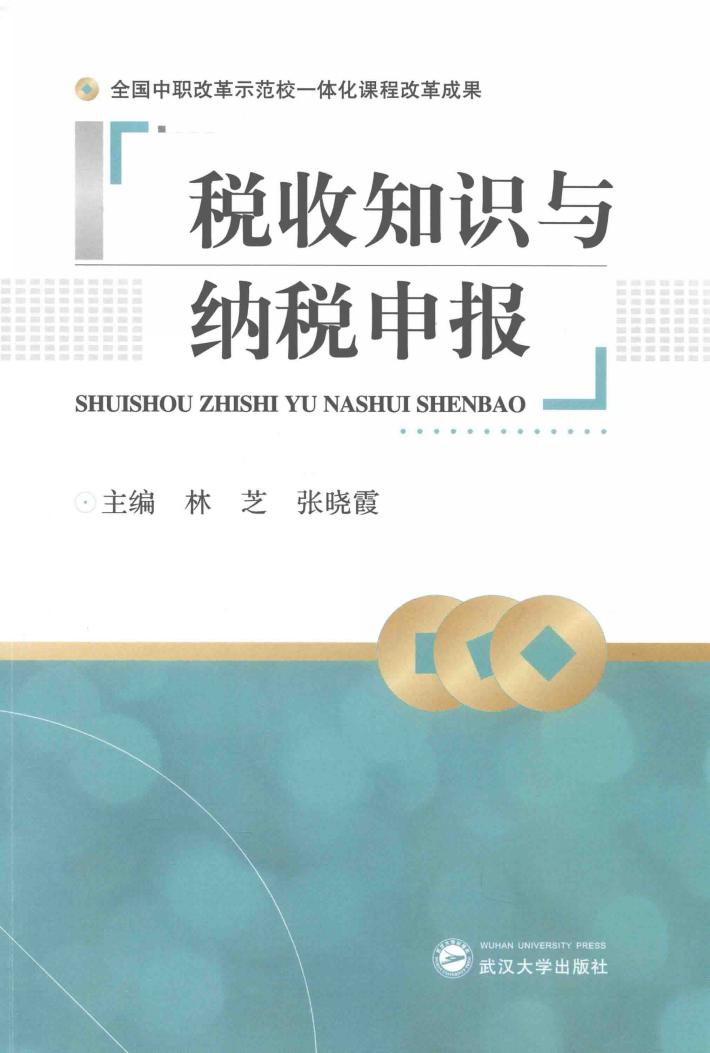 全国中职改革示范校一体化课程改革成果
税收知识与
纳税申报
SHUISHOU ZHISHI YU NASHUI SHENBAO
主编 林 芝 张晓霞
WUHAN UNIVERSITY PRESS
武汉大学出版社